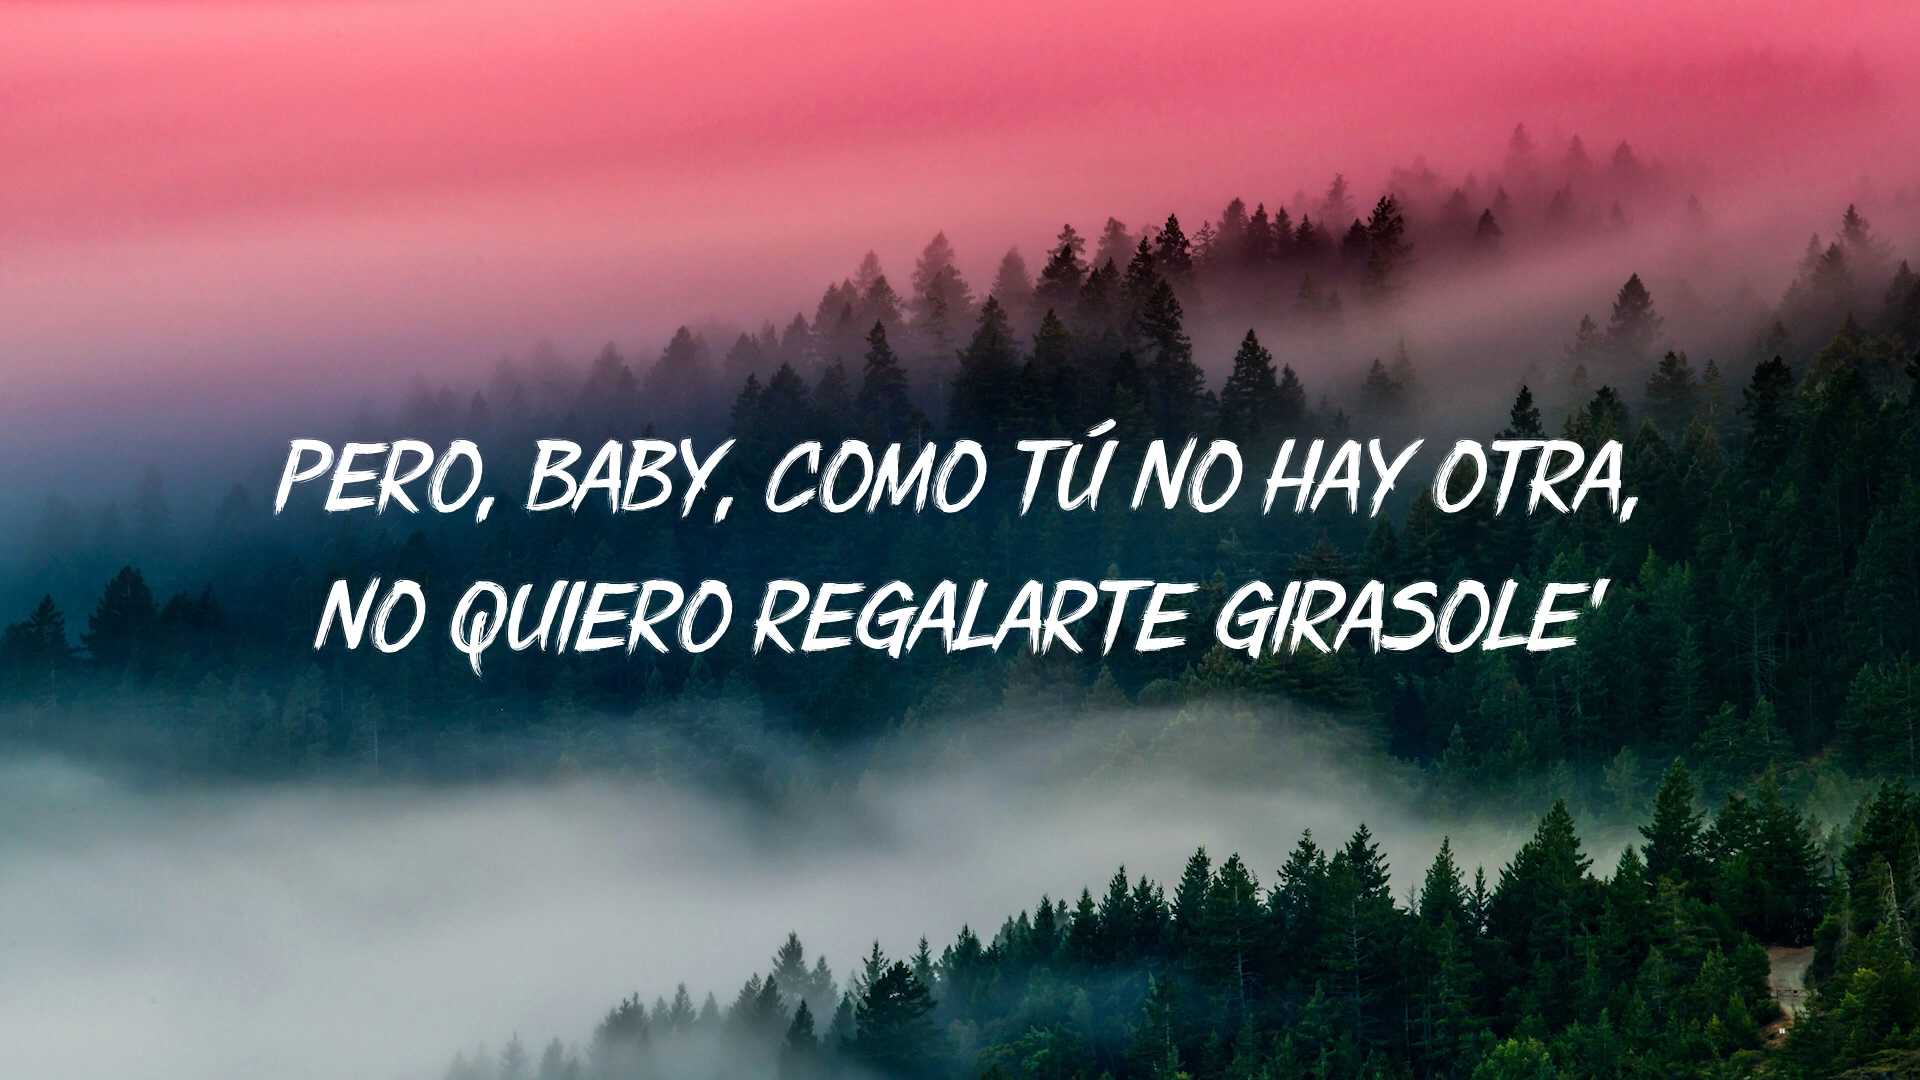 PERO, BABY, COMO TÚ NO HAY OTRA,
NO QUIERO REGALARTE GIRASOLE'